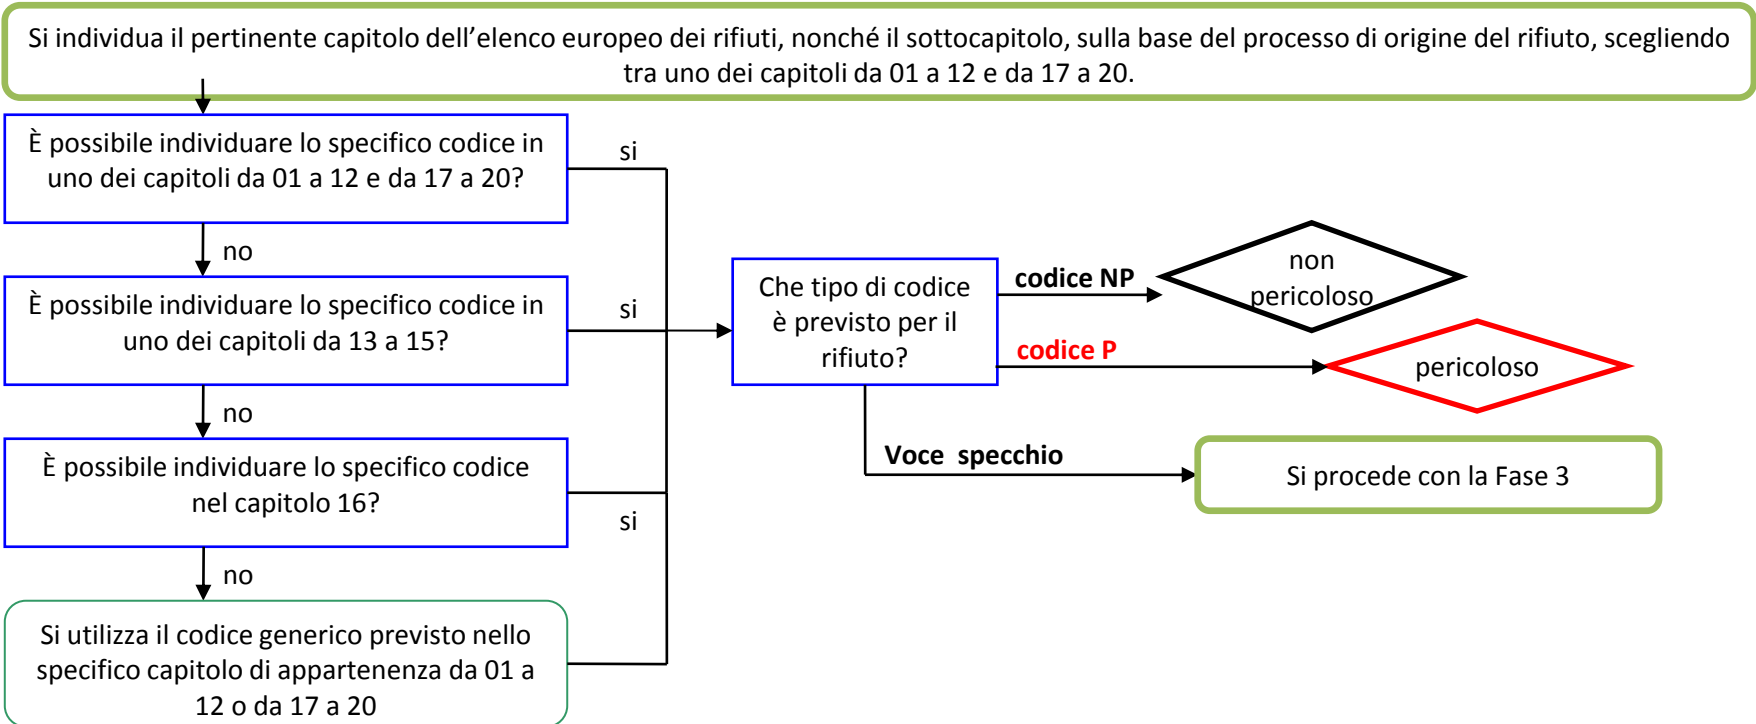 Si individua il pertinente capitolo dell’elenco europeo dei rifiuti, nonché il sottocapitolo, sulla base del processo di origine del rifiuto, scegliendo
tra uno dei capitoli da 01 a 12 e da 17 a 20.
È possibile individuare lo specifico codice in
uno dei capitoli da 01 a 12 e da 17 a 20?
si
no
È possibile individuare lo specifico codice in
uno dei capitoli da 13 a 15?
si
no
È possibile individuare lo specifico codice
nel capitolo 16?
si
no
Si utilizza il codice generico previsto nello
specifico capitolo di appartenenza da 01 a
12 o da 17 a 20
Che tipo di codice
è previsto per il
rifiuto?
codice NP
non
pericoloso
codice P
pericoloso
Voce specchio
Si procede con la Fase 3